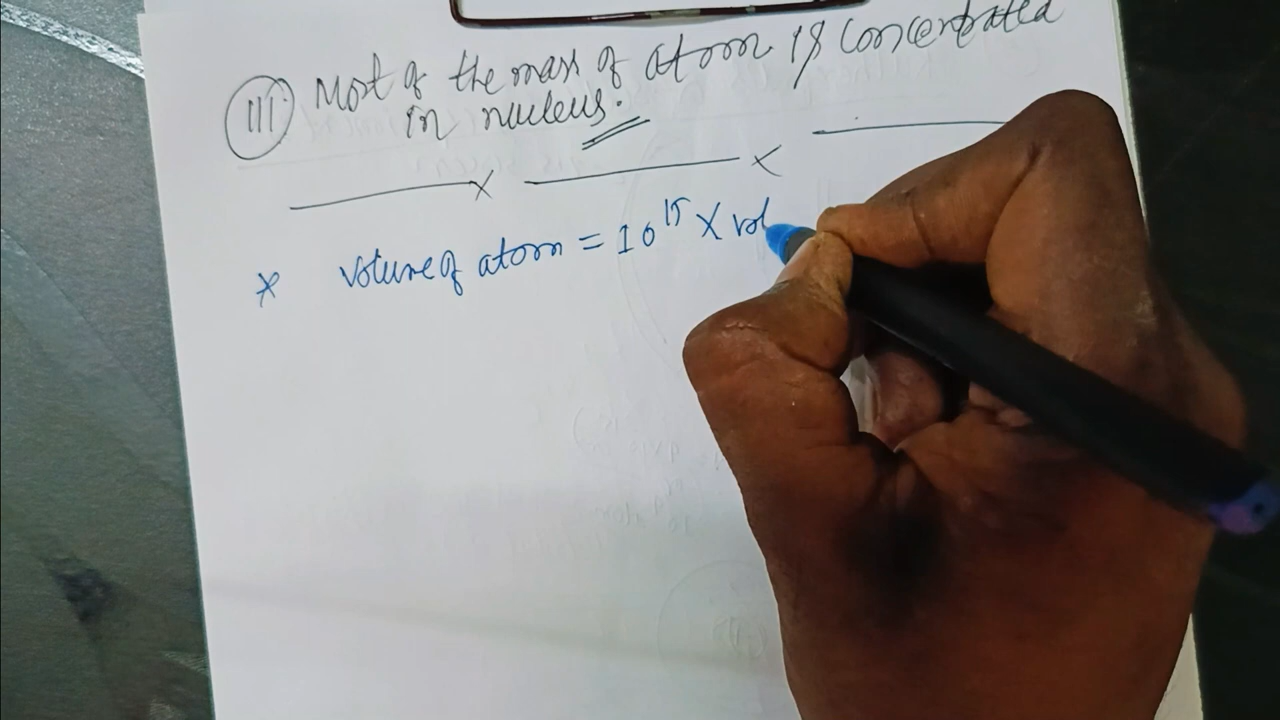 (III) Most of the mass of atom is concentrated
in nucleus.
* volume of atom = 10^15 X vol